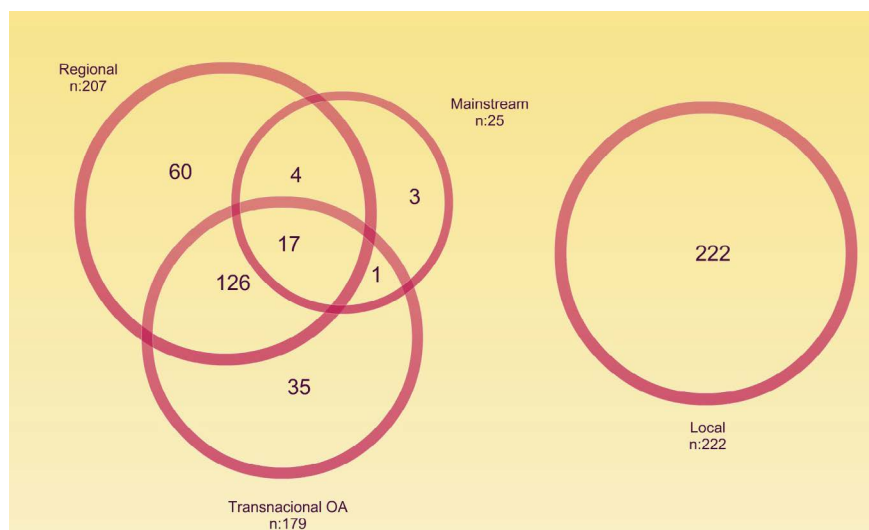 Regional
n:207
Mainstream
n:25
60
4
3
17
126
1
222
35
Local
n:222
Transnacional OA
n:179